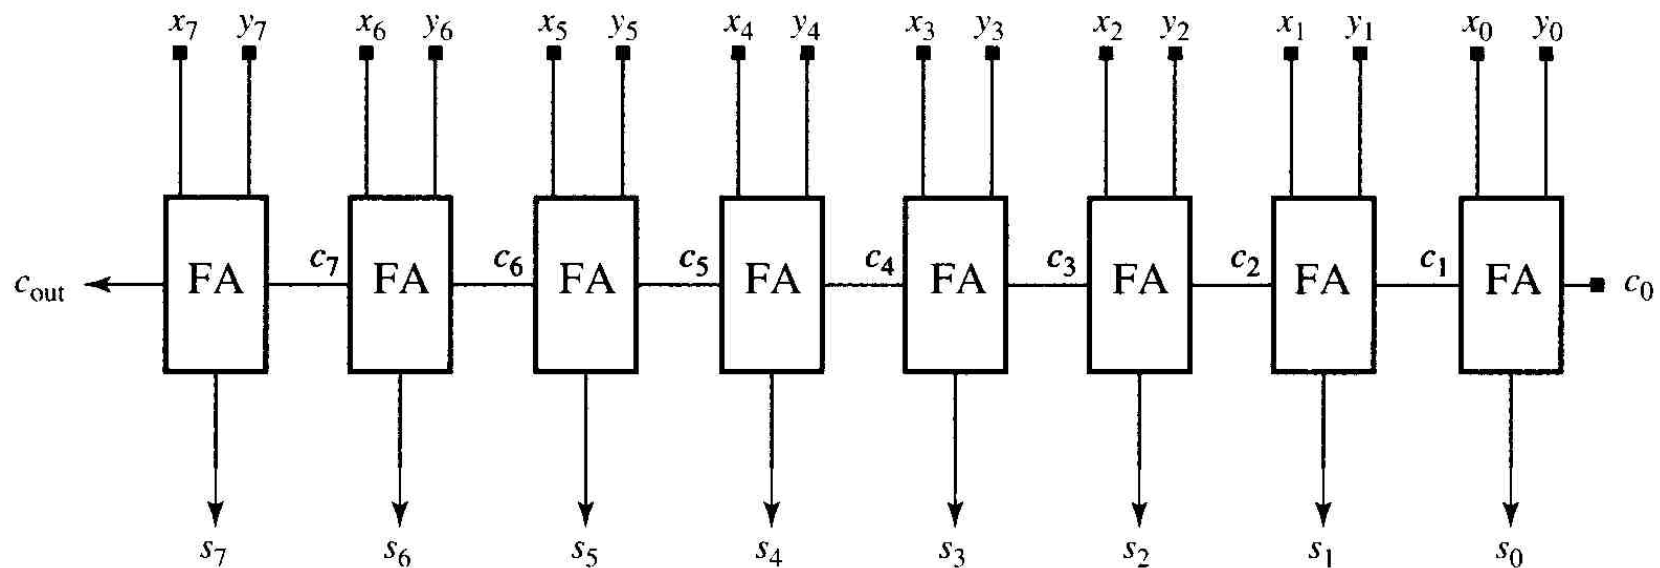 x₇ y₇ x₆ y₆ x₅ y₅ x₄ y₄ x₃ y₃ x₂ y₂ x₁ y₁ x₀ y₀
c_out FA c₇ FA c₆ FA c₅ FA c₄ FA c₃ FA c₂ FA c₁ FA c₀
s₇ s₆ s₅ s₄ s₃ s₂ s₁ s₀